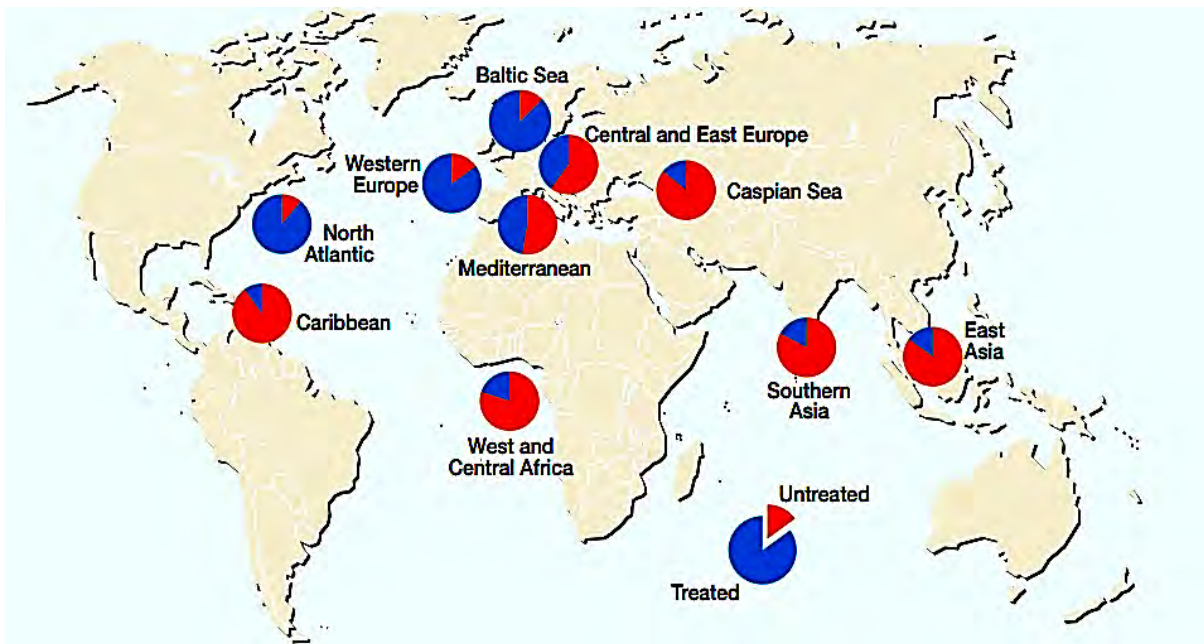 Baltic Sea
Central and East Europe
Western
Europe
Caspian Sea
North
Atlantic
Mediterranean
Caribbean
East
Asia
Southern
Asia
West and
Central Africa
Untreated
Treated